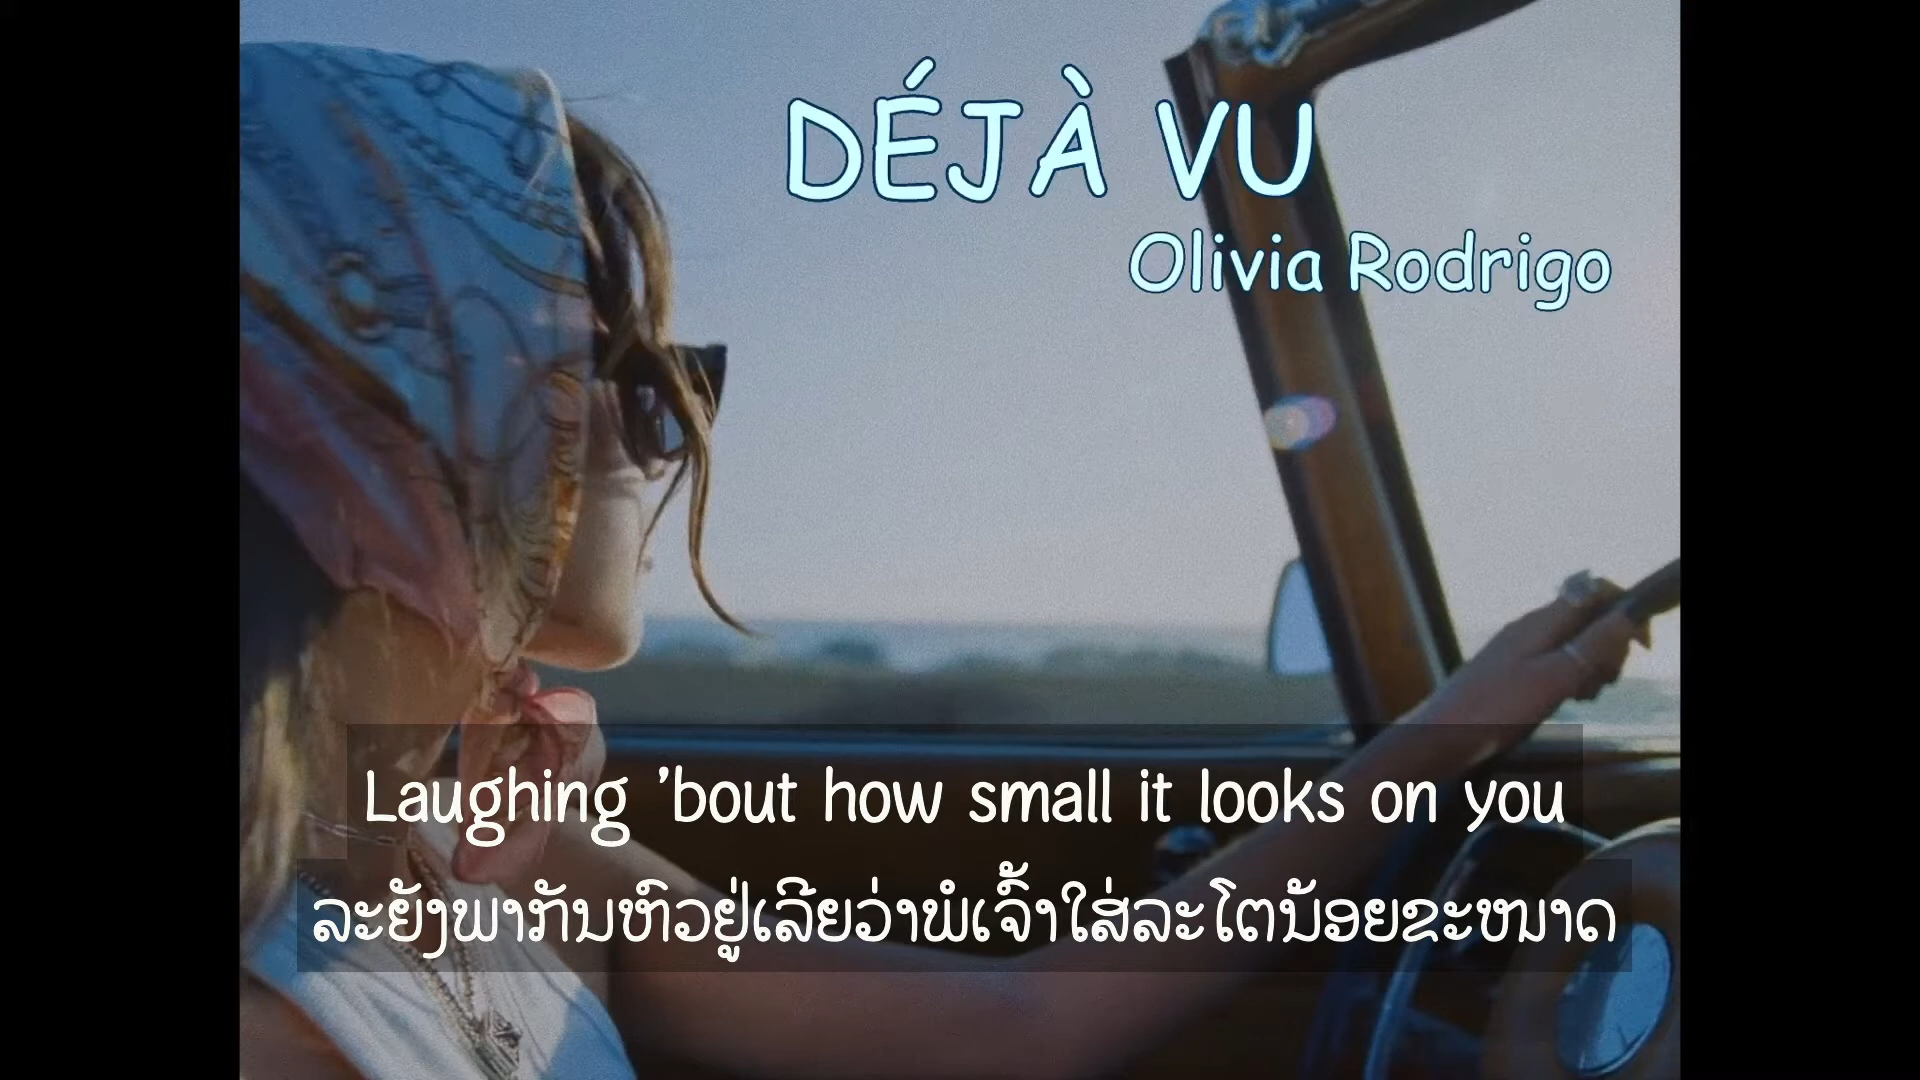 DÉJÀ VU
Olivia Rodrigo
Laughing ’bout how small it looks on you
ລະຍັງພາກັນຫົວຢູ່ເລີຍວ່າພໍເຈົ້າໃສ່ລະໂຕນ້ອຍຂະໜາດ